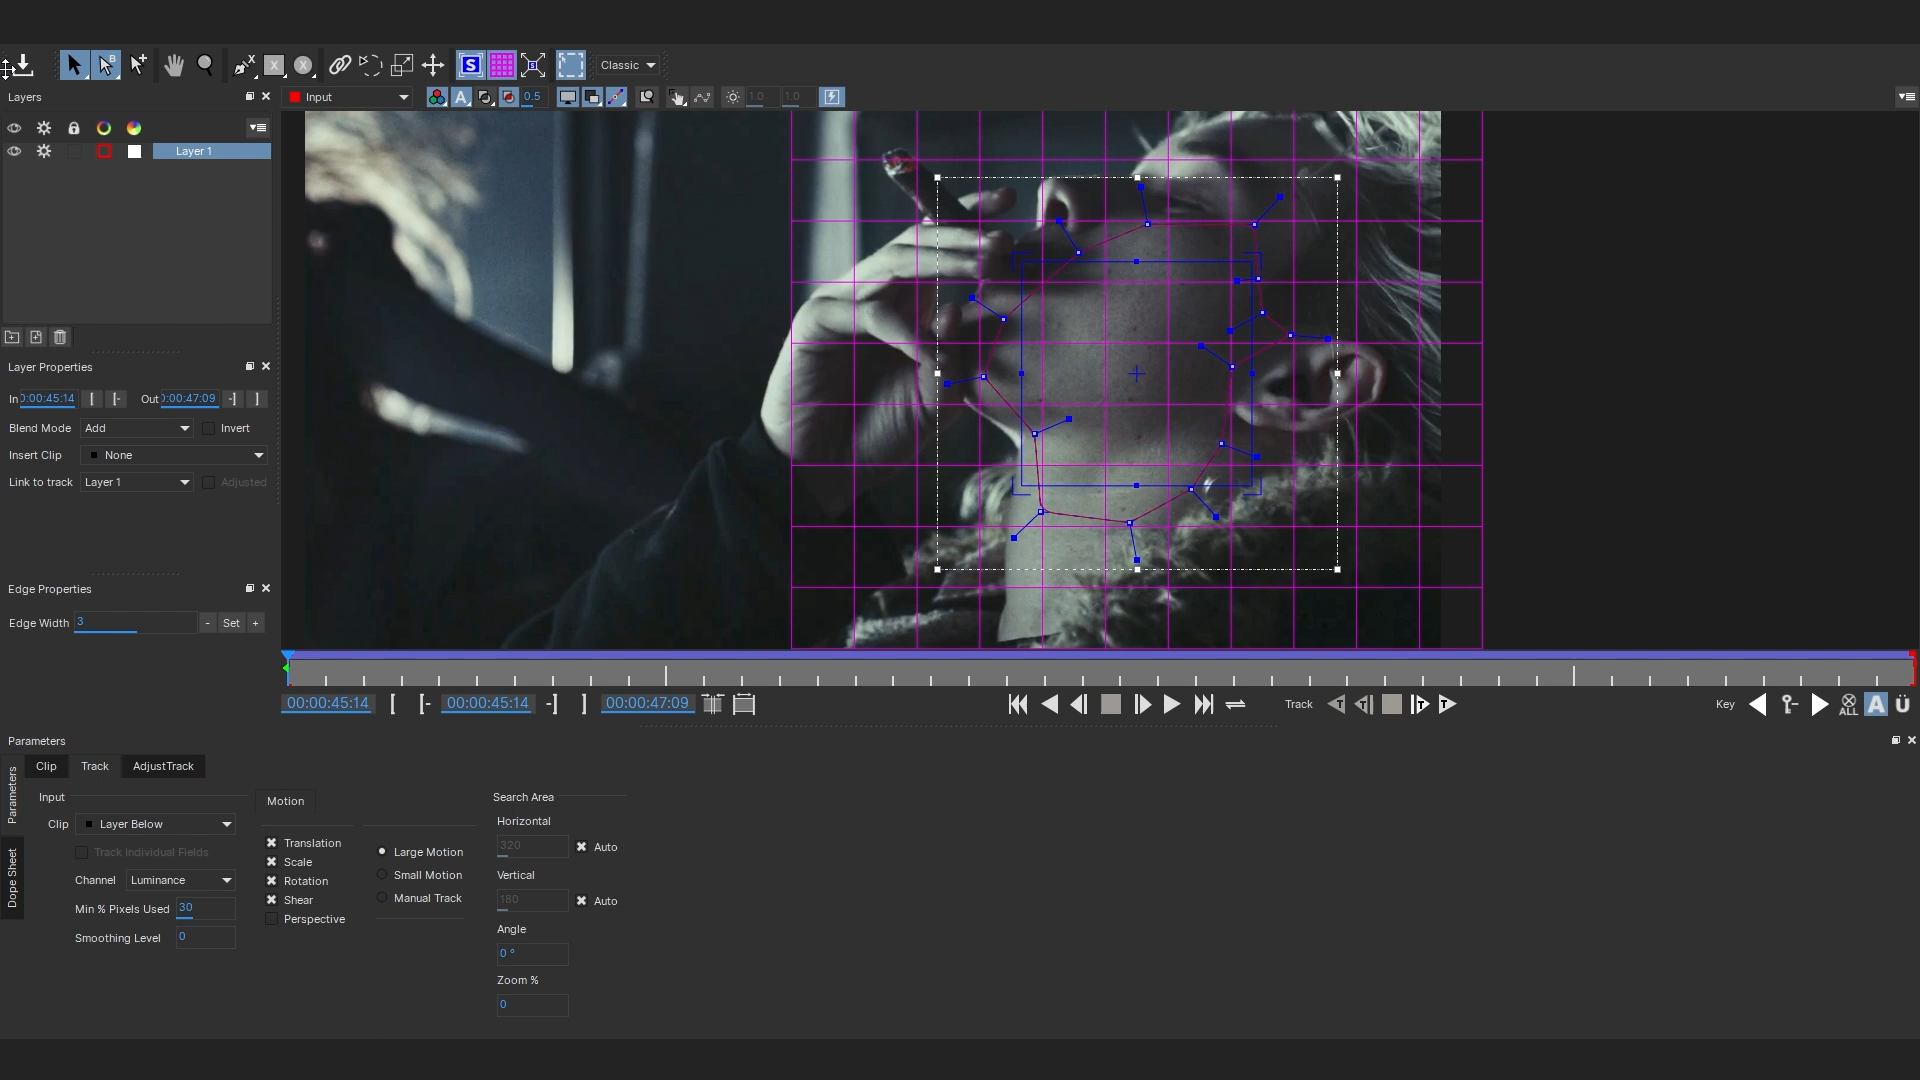 Classic
Layers
Input
0.5
1.0
1.0
Layer 1
Layer Properties
In 0:00:45:14 [ [- Out 0:00:47:09 -] ]
Blend Mode Add Invert
Insert Clip None
Link to track Layer 1 Adjusted
Edge Properties
Edge Width 3 - Set +
00:00:45:14 [ [- 00:00:45:14 -] ] 00:00:47:09
Track
Key
ALL
A
Ü
Parameters
Parameters
Dope Sheet
Clip Track AdjustTrack
Input
Clip Layer Below
Track Individual Fields
Channel Luminance
Min % Pixels Used 30
Smoothing Level 0
Motion
Translation
Scale
Rotation
Shear
Perspective
Large Motion
Small Motion
Manual Track
Search Area
Horizontal
320 Auto
Vertical
180 Auto
Angle
0 °
Zoom %
0